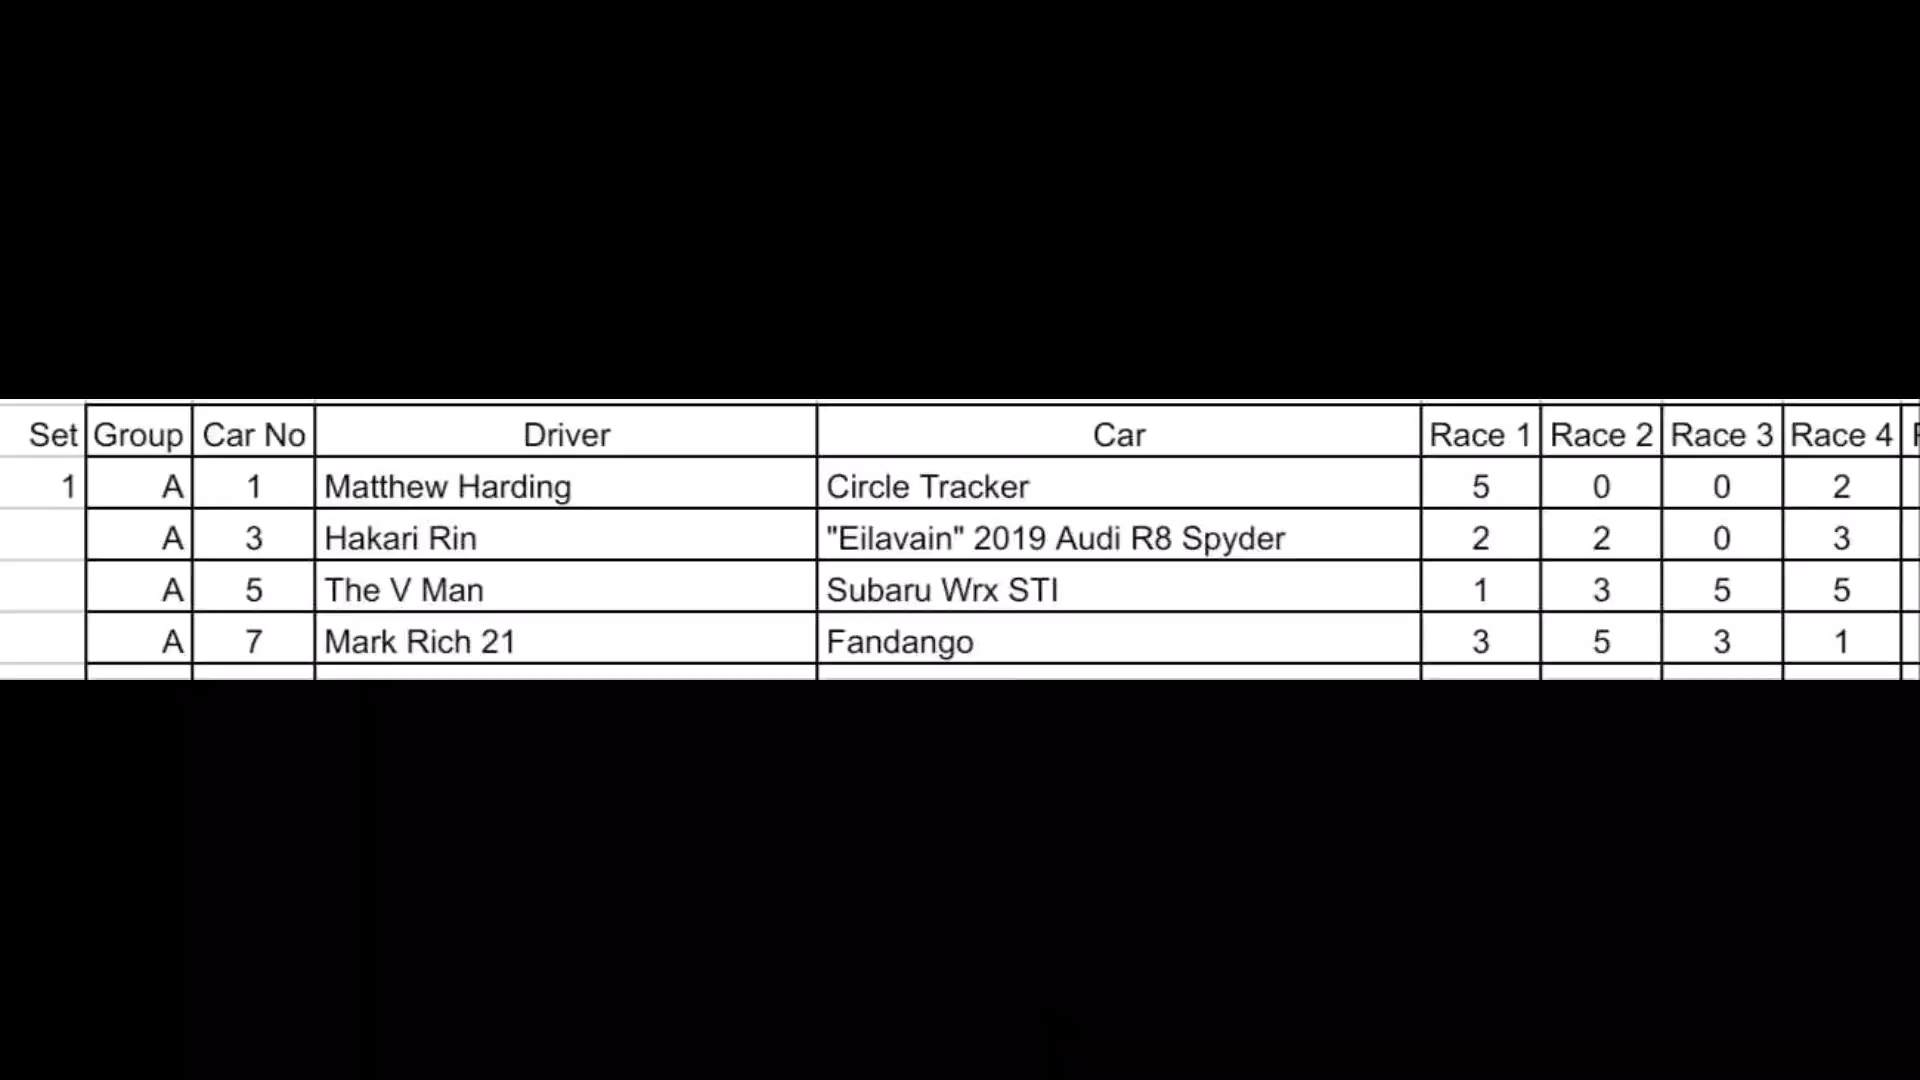 Set Group Car No Driver Car Race 1 Race 2 Race 3 Race 4
1 A 1 Matthew Harding Circle Tracker 5 0 0 2
A 3 Hakari Rin "Eilavain" 2019 Audi R8 Spyder 2 2 0 3
A 5 The V Man Subaru Wrx STI 1 3 5 5
A 7 Mark Rich 21 Fandango 3 5 3 1